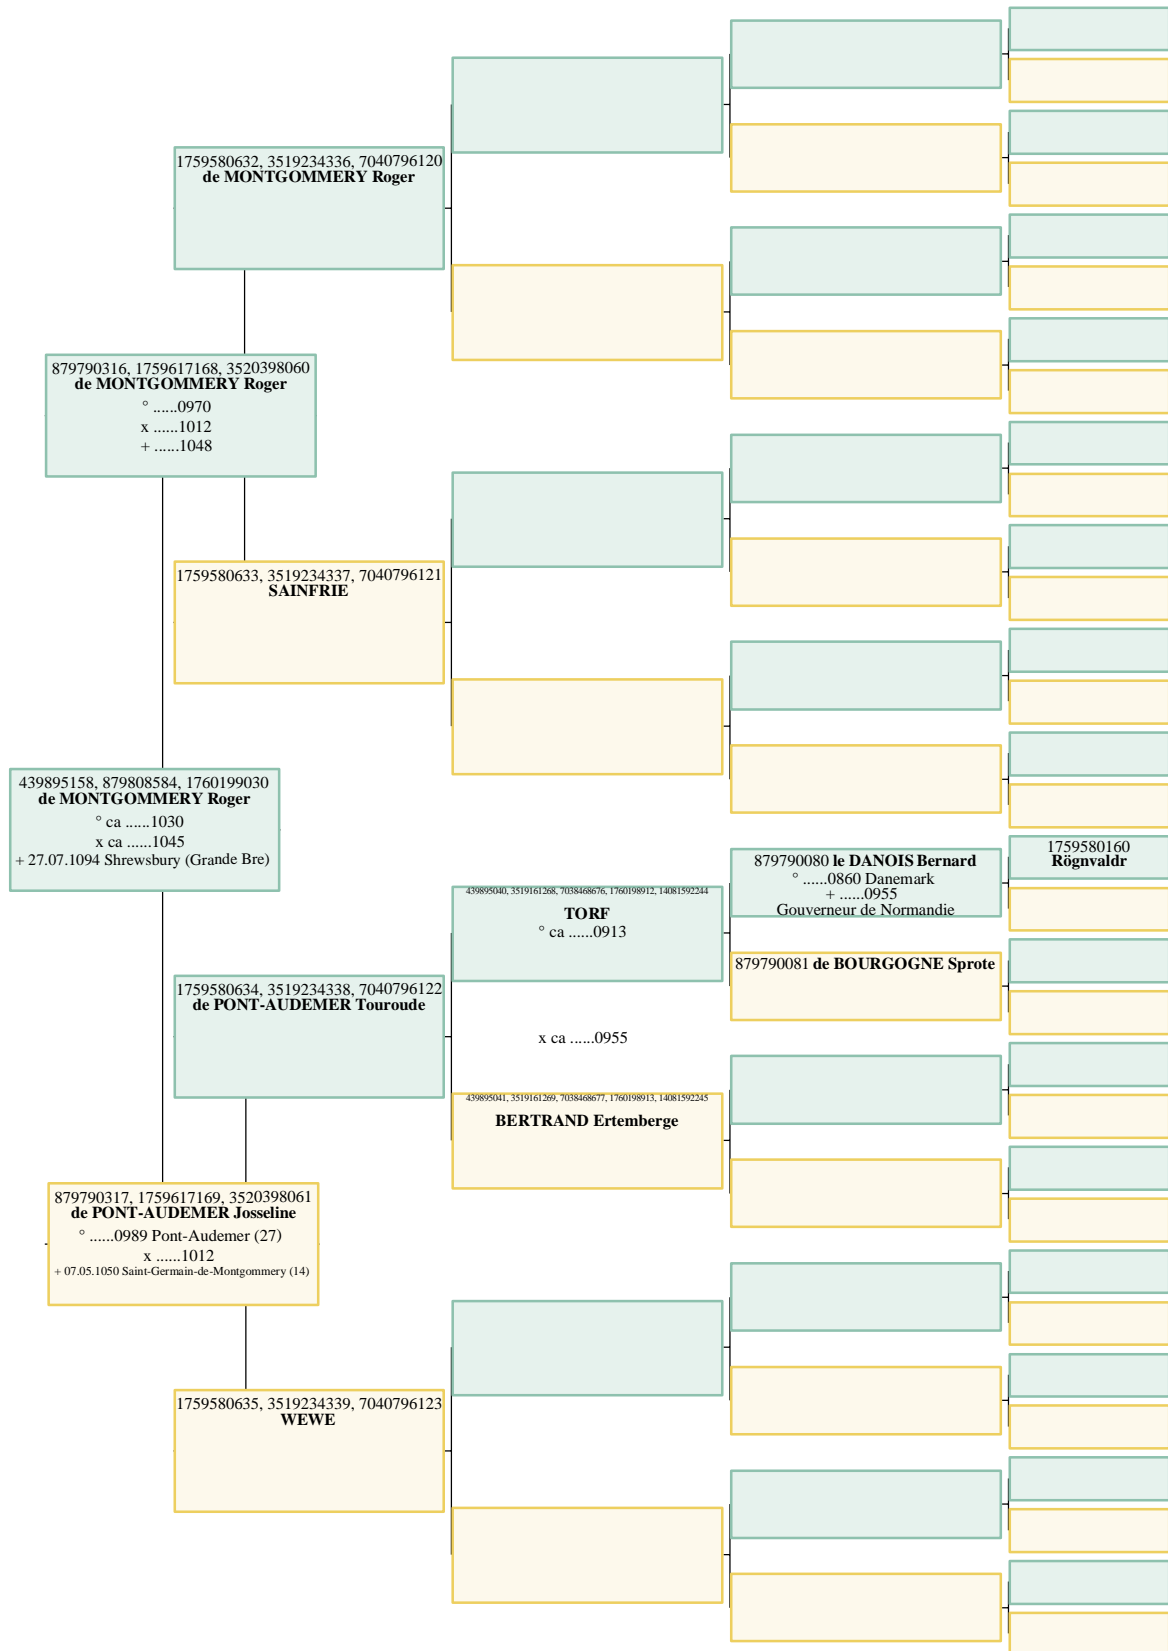 1759580632, 3519234336, 7040796120
de MONTGOMMERY Roger
879790316, 1759617168, 3520398060
de MONTGOMMERY Roger
° ......0970
x ......1012
+ ......1048
1759580633, 3519234337, 7040796121
SAINFRIE
439895158, 879808584, 1760199030
de MONTGOMMERY Roger
° ca ......1030
x ca ......1045
+ 27.07.1094 Shrewsbury (Grande Bre)
1759580634, 3519234338, 7040796122
de PONT-AUDEMER Touroude
439895040, 3519161268, 7038468676, 1760198912, 14081592244
TORF
° ca ......0913
879790080 le DANOIS Bernard
° ......0860 Danemark
+ ......0955
Gouverneur de Normandie
1759580160
Rögnvaldr
879790081 de BOURGOGNE Sprote
x ca ......0955
439895041, 3519161269, 7038468677, 1760198913, 14081592245
BERTRAND Ertemberge
879790317, 1759617169, 3520398061
de PONT-AUDEMER Josseline
° ......0989 Pont-Audemer (27)
x ......1012
+ 07.05.1050 Saint-Germain-de-Montgommery (14)
1759580635, 3519234339, 7040796123
WEWE